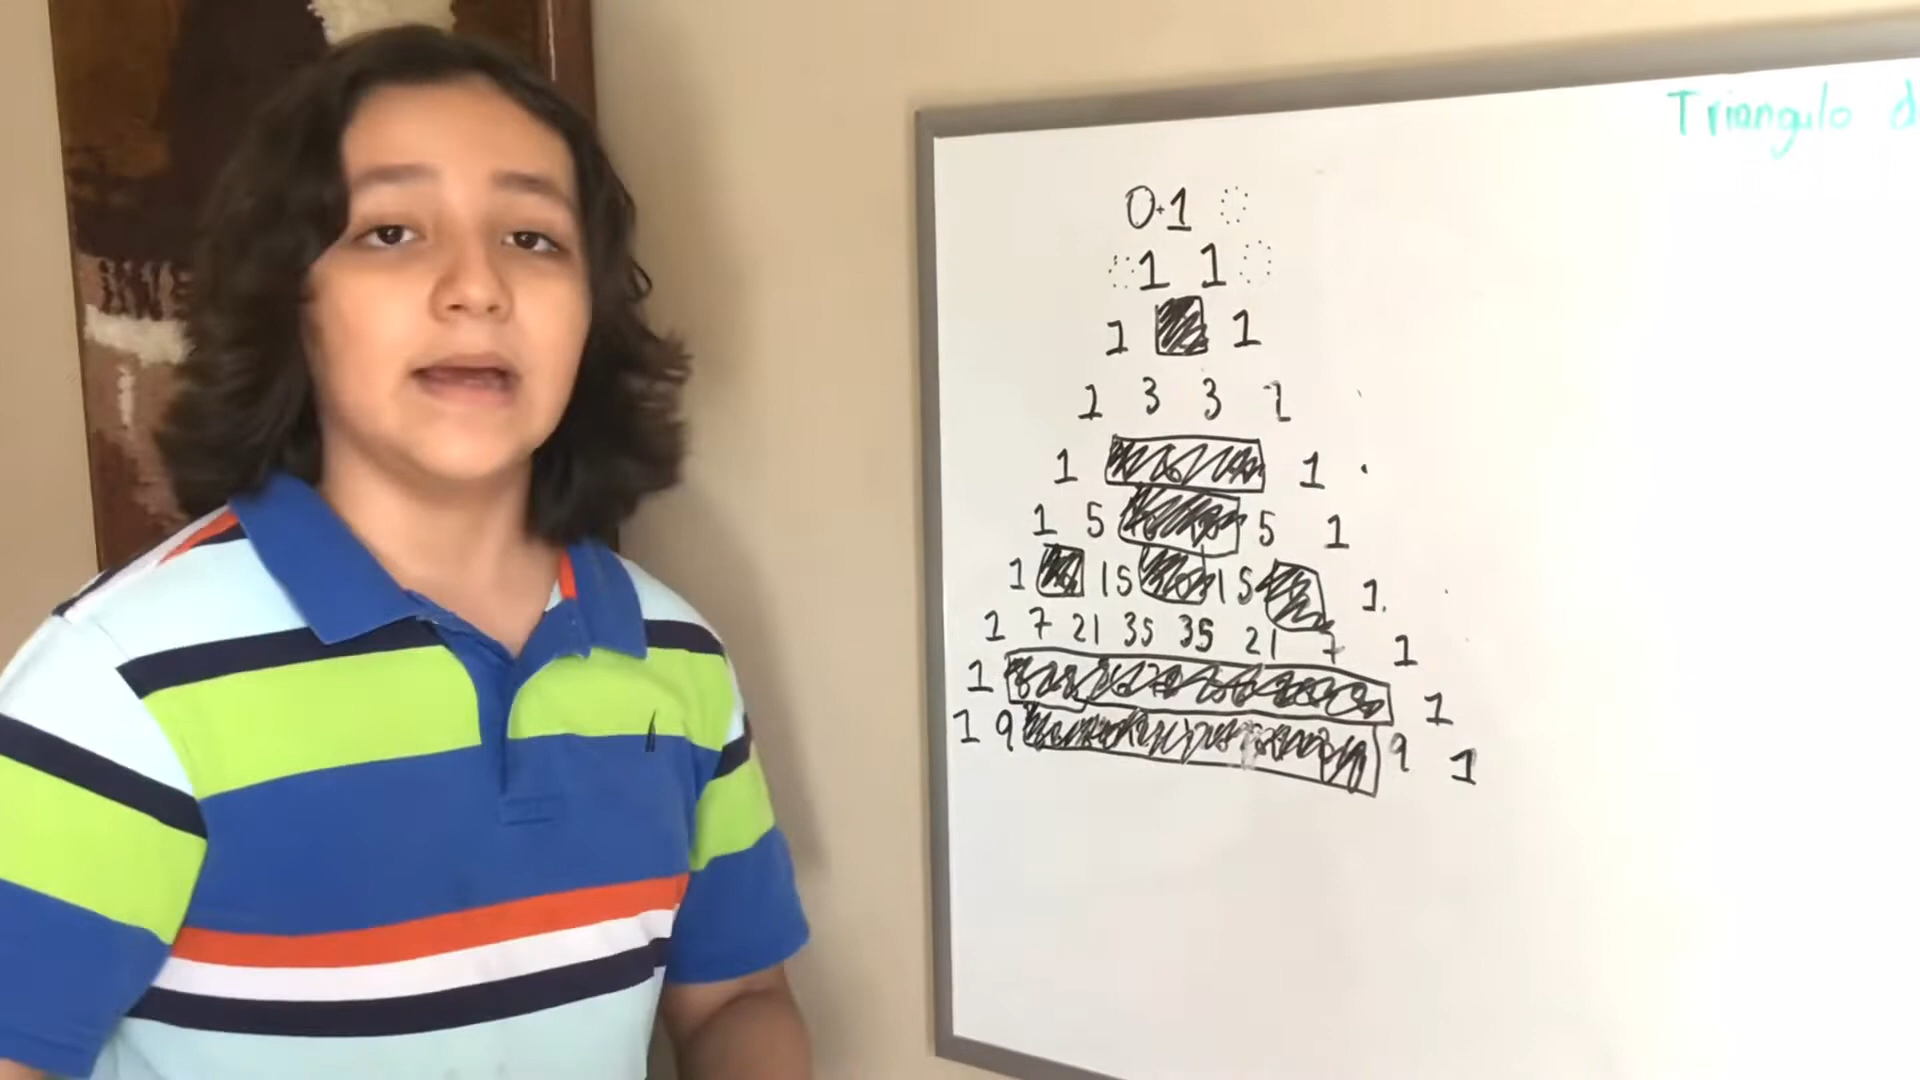 Triangulo d
0+1
1 1
1 1
1 3 3 1
1 1
1 5 5 1
1 15 15 1
1 7 21 35 35 21 7 1
1 1
1 9 9 1